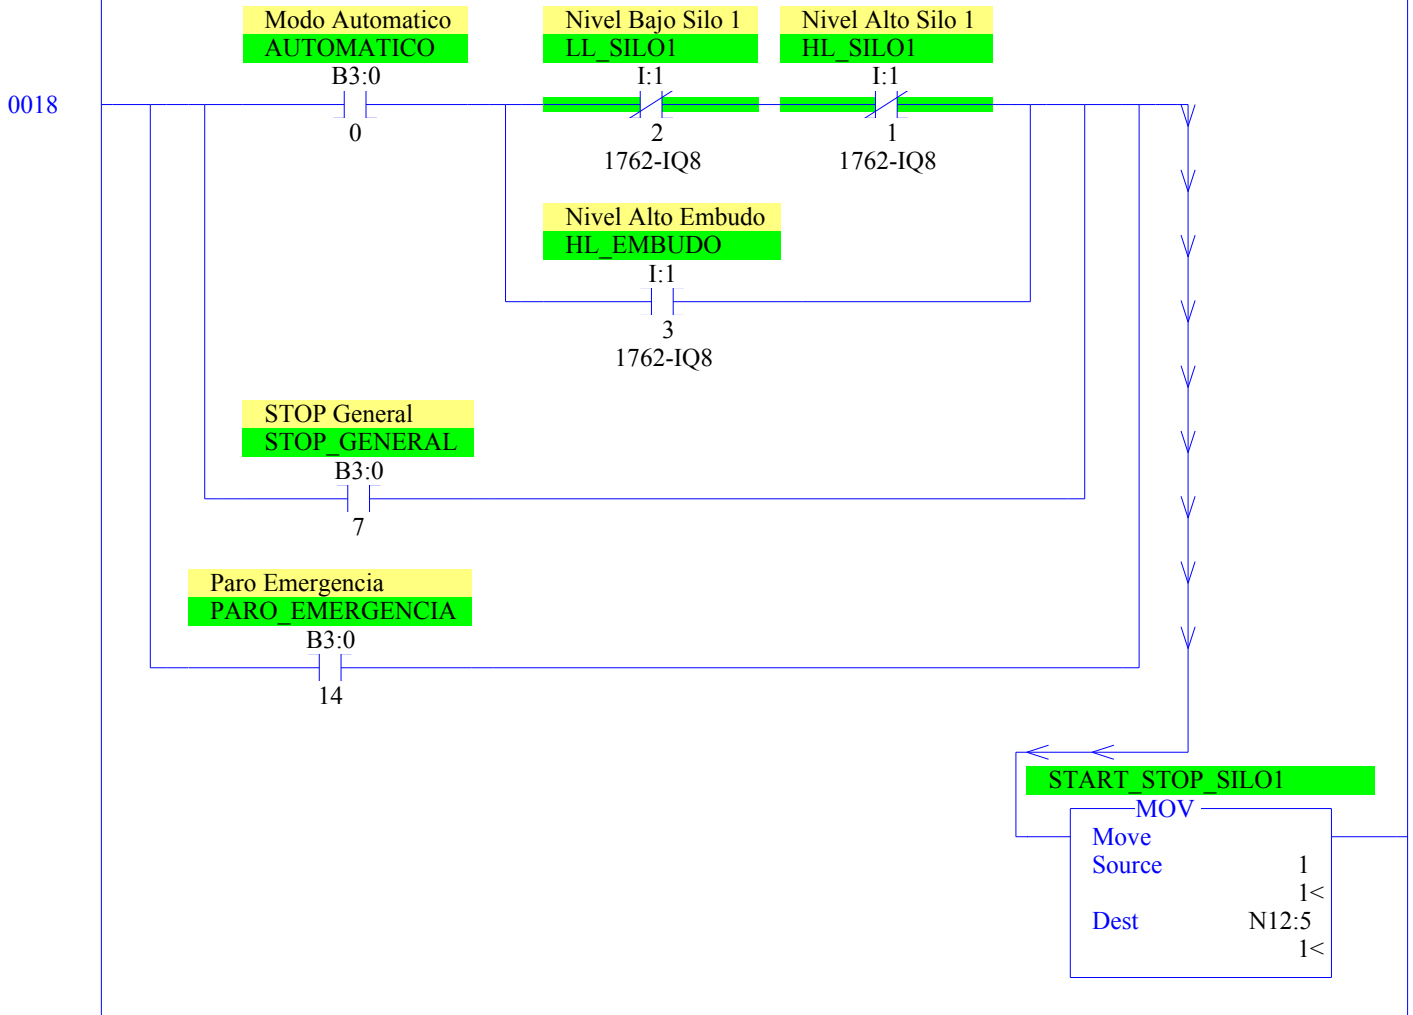 Modo Automatico
AUTOMATICO
B3:0
0
Nivel Bajo Silo 1
LL_SILO1
I:1
2
1762-IQ8
Nivel Alto Silo 1
HL_SILO1
I:1
1
1762-IQ8
0018
Nivel Alto Embudo
HL_EMBUDO
I:1
3
1762-IQ8
STOP General
STOP_GENERAL
B3:0
7
Paro Emergencia
PARO_EMERGENCIA
B3:0
14
START_STOP_SILO1
MOV
Move
Source 1
1<
Dest N12:5
1<